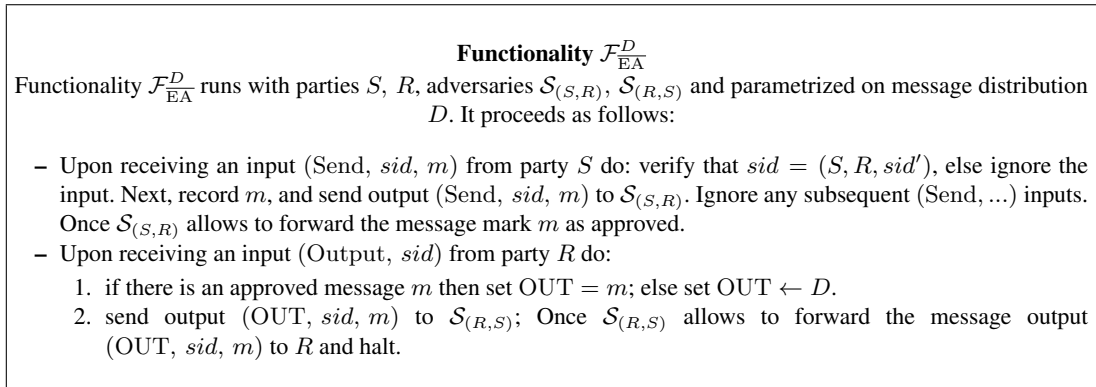 Functionality $\mathcal{F}_{\overline{\mathrm{EA}}}^{D}$
Functionality $\mathcal{F}_{\overline{\mathrm{EA}}}^{D}$ runs with parties $S$, $R$, adversaries $\mathcal{S}_{(S,R)}$, $\mathcal{S}_{(R,S)}$ and parametrized on message distribution
$D$. It proceeds as follows:
– Upon receiving an input (Send, $sid$, $m$) from party $S$ do: verify that $sid = (S, R, sid')$, else ignore the
input. Next, record $m$, and send output (Send, $sid$, $m$) to $\mathcal{S}_{(S,R)}$. Ignore any subsequent (Send, ...) inputs.
Once $\mathcal{S}_{(S,R)}$ allows to forward the message mark $m$ as approved.
– Upon receiving an input (Output, $sid$) from party $R$ do:
1. if there is an approved message $m$ then set OUT = $m$; else set OUT ← $D$.
2. send output (OUT, $sid$, $m$) to $\mathcal{S}_{(R,S)}$; Once $\mathcal{S}_{(R,S)}$ allows to forward the message output
(OUT, $sid$, $m$) to $R$ and halt.